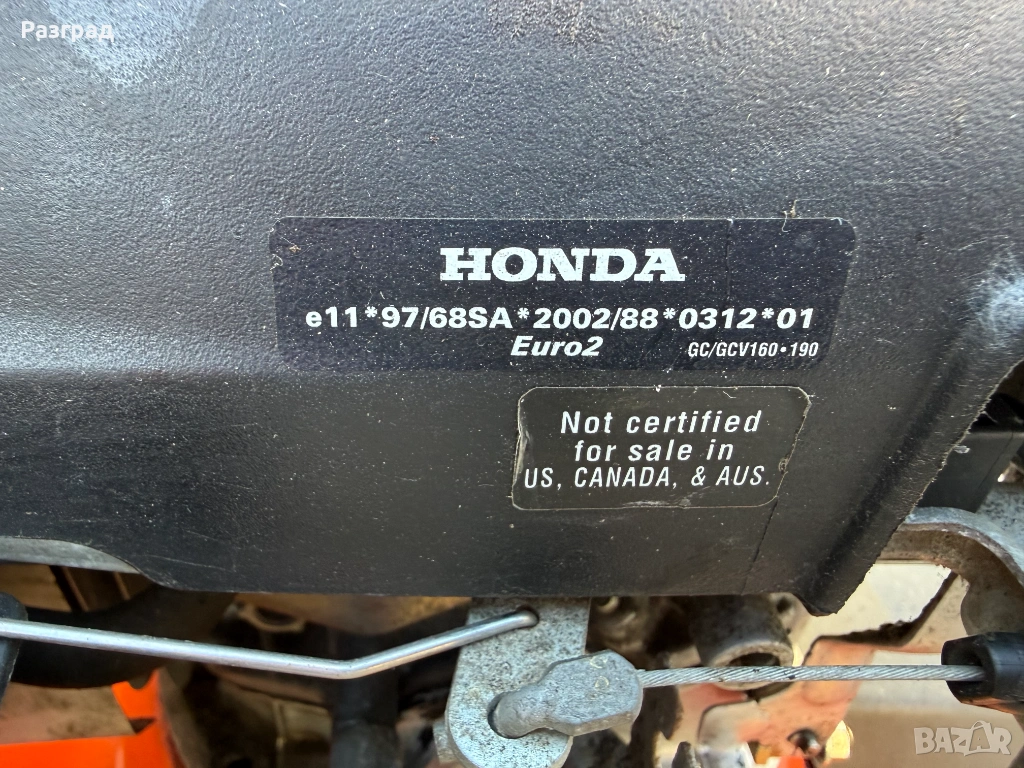 Разград
HONDA
e11*97/68SA*2002/88*0312*01
Euro2 GC/GCV160•190
Not certified
for sale in
US, CANADA, & AUS.
BAZAR